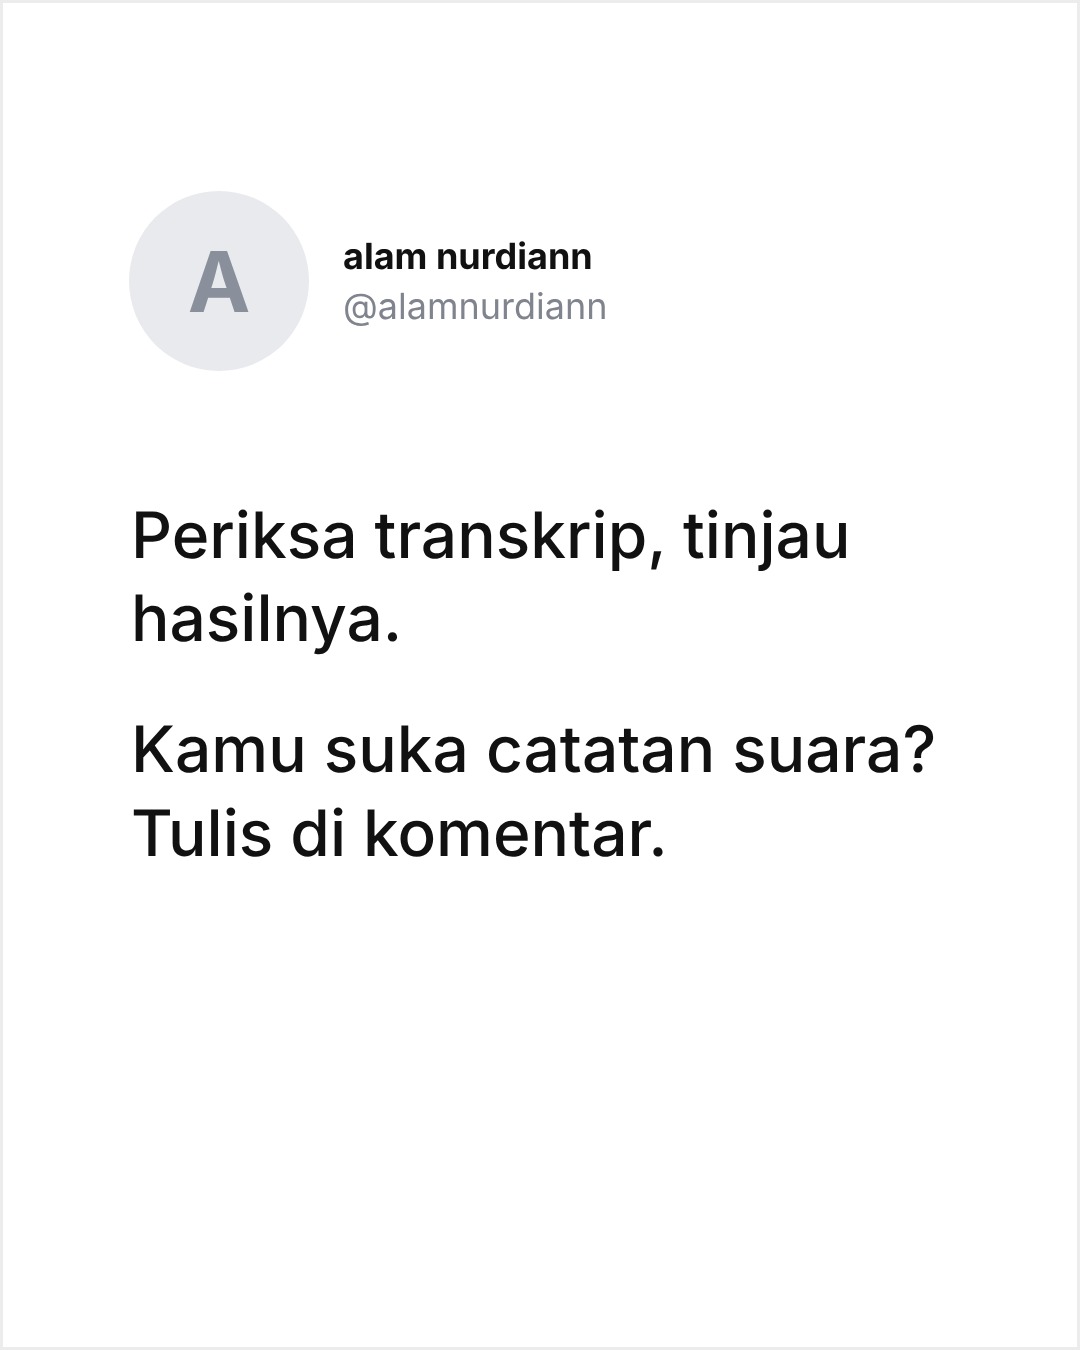 A
alam nurdiann
@alamnurdiann
Periksa transkrip, tinjau
hasilnya.
Kamu suka catatan suara?
Tulis di komentar.